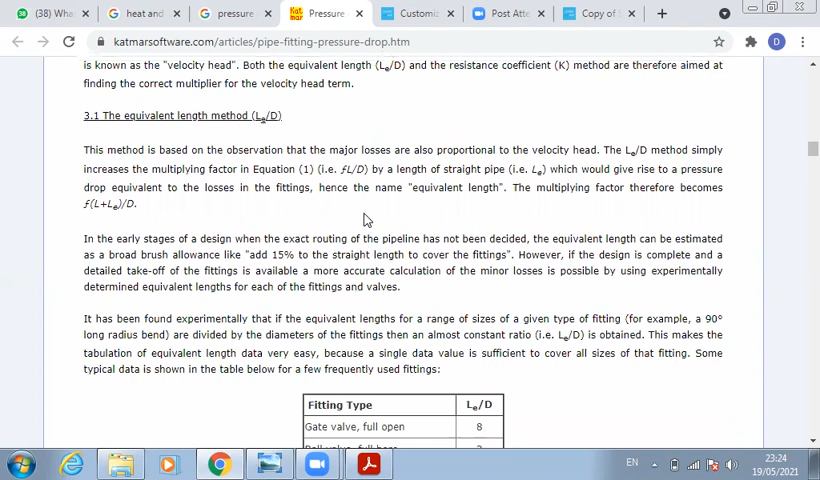 (38) Wha
heat and
pressure
Kat mar
Pressure
Customiz
Post Atte
Copy of
katmarsoftware.com/articles/pipe-fitting-pressure-drop.htm
D
is known as the "velocity head". Both the equivalent length (Le/D) and the resistance coefficient (K) method are therefore aimed at
finding the correct multiplier for the velocity head term.
3.1 The equivalent length method (Le/D)
This method is based on the observation that the major losses are also proportional to the velocity head. The Le/D method simply
increases the multiplying factor in Equation (1) (i.e. ƒL/D) by a length of straight pipe (i.e. Le) which would give rise to a pressure
drop equivalent to the losses in the fittings, hence the name "equivalent length". The multiplying factor therefore becomes
ƒ(L+Le)/D.
In the early stages of a design when the exact routing of the pipeline has not been decided, the equivalent length can be estimated
as a broad brush allowance like "add 15% to the straight length to cover the fittings". However, if the design is complete and a
detailed take-off of the fittings is available a more accurate calculation of the minor losses is possible by using experimentally
determined equivalent lengths for each of the fittings and valves.
It has been found experimentally that if the equivalent lengths for a range of sizes of a given type of fitting (for example, a 90°
long radius bend) are divided by the diameters of the fittings then an almost constant ratio (i.e. Le/D) is obtained. This makes the
tabulation of equivalent length data very easy, because a single data value is sufficient to cover all sizes of that fitting. Some
typical data is shown in the table below for a few frequently used fittings:
Fitting Type Le/D
Gate valve, full open 8
EN
23:24
19/05/2021